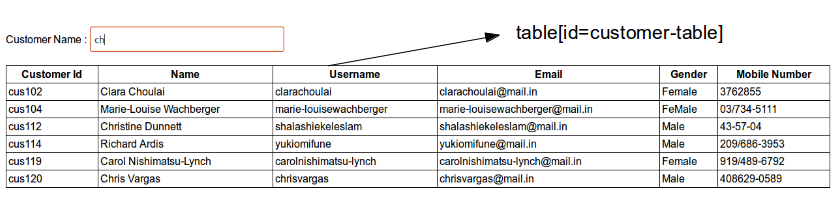 table[id=customer-table]
Customer Name : ch
Customer Id Name Username Email Gender Mobile Number
cus102 Clara Choulai clarachoulai clarachoulai@mail.in Female 3762855
cus104 Marie-Louise Wachberger marie-louisewachberger marie-louisewachberger@mail.in FeMale 03/734-5111
cus112 Christine Dunnett shalashiekeleslam shalashiekeleslam@mail.in Male 43-57-04
cus114 Richard Ardis yukiomifune yukiomifune@mail.in Male 209/686-3953
cus119 Carol Nishimatsu-Lynch carolnishimatsu-lynch carolnishimatsu-lynch@mail.in Female 919/489-6792
cus120 Chris Vargas chrisvargas chrisvargas@mail.in Male 408629-0589